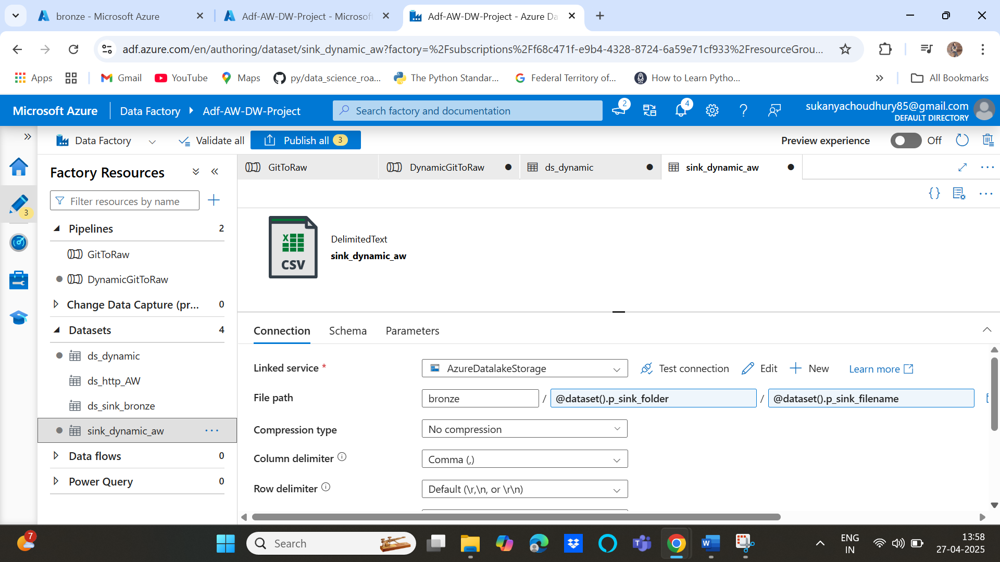 bronze - Microsoft Azure
Adf-AW-DW-Project - Microsof
Adf-AW-DW-Project - Azure Da
adf.azure.com/en/authoring/dataset/sink_dynamic_aw?factory=%2Fsubscriptions%2Ff68c471f-e9b4-4328-8724-6a59e71cf933%2FresourceGrou...
Apps
Gmail
YouTube
Maps
py/data_science_roa...
The Python Standar...
Federal Territory of...
How to Learn Pytho...
All Bookmarks
Microsoft Azure
Data Factory
Adf-AW-DW-Project
Search factory and documentation
2
4
sukanyachoudhury85@gmail.com
DEFAULT DIRECTORY
Data Factory
Validate all
Publish all 3
Preview experience
Off
3
Factory Resources
Filter resources by name
Pipelines 2
GitToRaw
DynamicGitToRaw
Change Data Capture (pr... 0
Datasets 4
ds_dynamic
ds_http_AW
ds_sink_bronze
sink_dynamic_aw
Data flows 0
Power Query 0
GitToRaw
DynamicGitToRaw
ds_dynamic
sink_dynamic_aw
X
CSV
DelimitedText
sink_dynamic_aw
Connection
Schema
Parameters
Linked service *
AzureDatalakeStorage
Test connection
Edit
New
Learn more
File path
bronze / @dataset().p_sink_folder / @dataset().p_sink_filename
Compression type
No compression
Column delimiter
Comma (,)
Row delimiter
Default (\r,\n, or \r\n)
7
Search
ENG
IN
13:58
27-04-2025